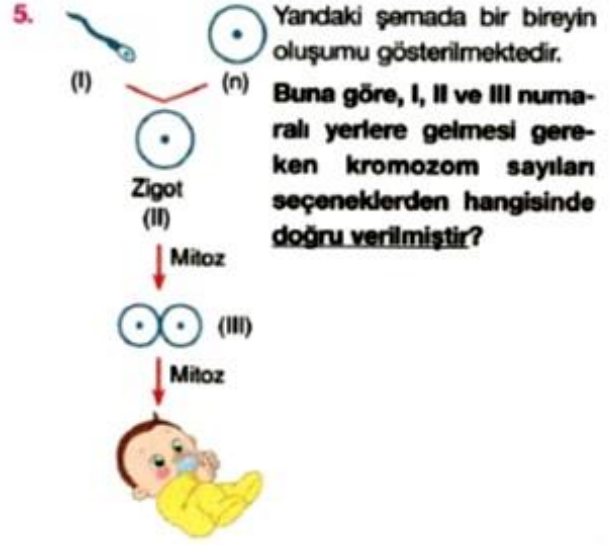 5.
Yandaki şemada bir bireyin
oluşumu gösterilmektedir.
Buna göre, I, II ve III numa-
ralı yerlere gelmesi gere-
ken kromozom sayıları
seçeneklerden hangisinde
doğru verilmiştir?
(I)
(n)
Zigot
(II)
Mitoz
(III)
Mitoz